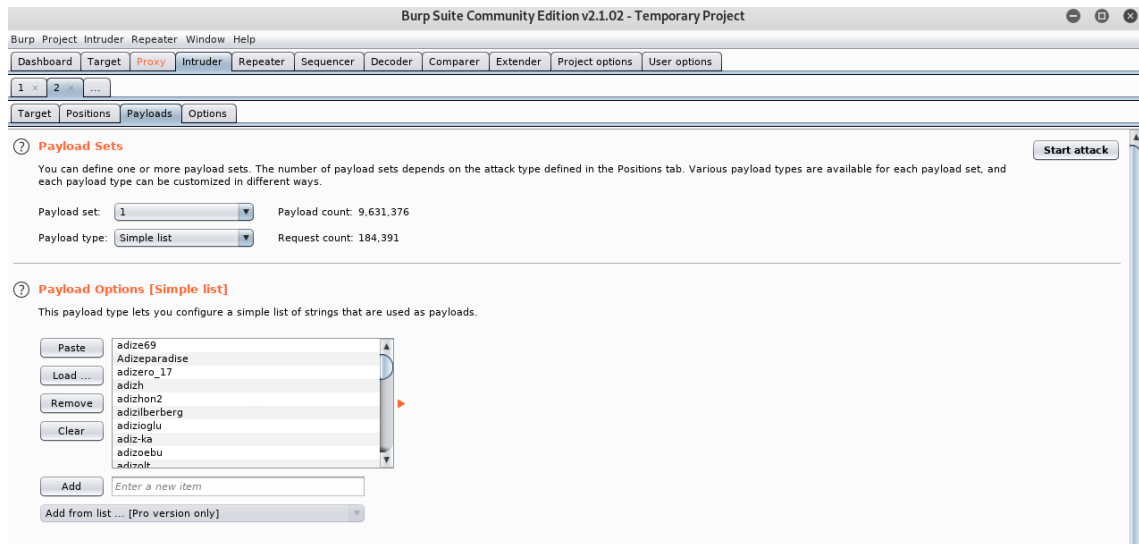 Burp Suite Community Edition v2.1.02 - Temporary Project
Burp Project Intruder Repeater Window Help
Dashboard Target Proxy Intruder Repeater Sequencer Decoder Comparer Extender Project options User options
1 × 2 × ...
Target Positions Payloads Options
? Payload Sets
Start attack
You can define one or more payload sets. The number of payload sets depends on the attack type defined in the Positions tab. Various payload types are available for each payload set, and
each payload type can be customized in different ways.
Payload set: 1 Payload count: 9,631,376
Payload type: Simple list Request count: 184,391
? Payload Options [Simple list]
This payload type lets you configure a simple list of strings that are used as payloads.
Paste
Load ...
Remove
Clear
adize69
Adizeparadise
adizero_17
adizh
adizhon2
adizilberberg
adizioglu
adiz-ka
adizoebu
adizolt
Add Enter a new item
Add from list ... [Pro version only]